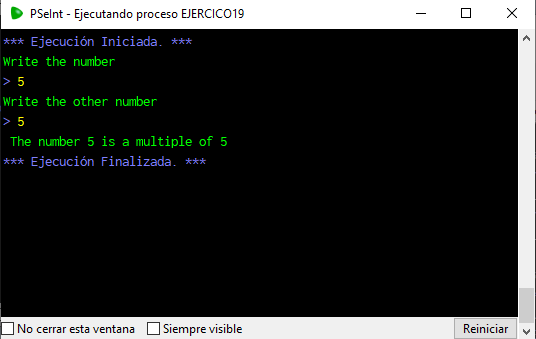 PSeInt - Ejecutando proceso EJERCICO19
*** Ejecución Iniciada. ***
Write the number
> 5
Write the other number
> 5
The number 5 is a multiple of 5
*** Ejecución Finalizada. ***
No cerrar esta ventana Siempre visible Reiniciar